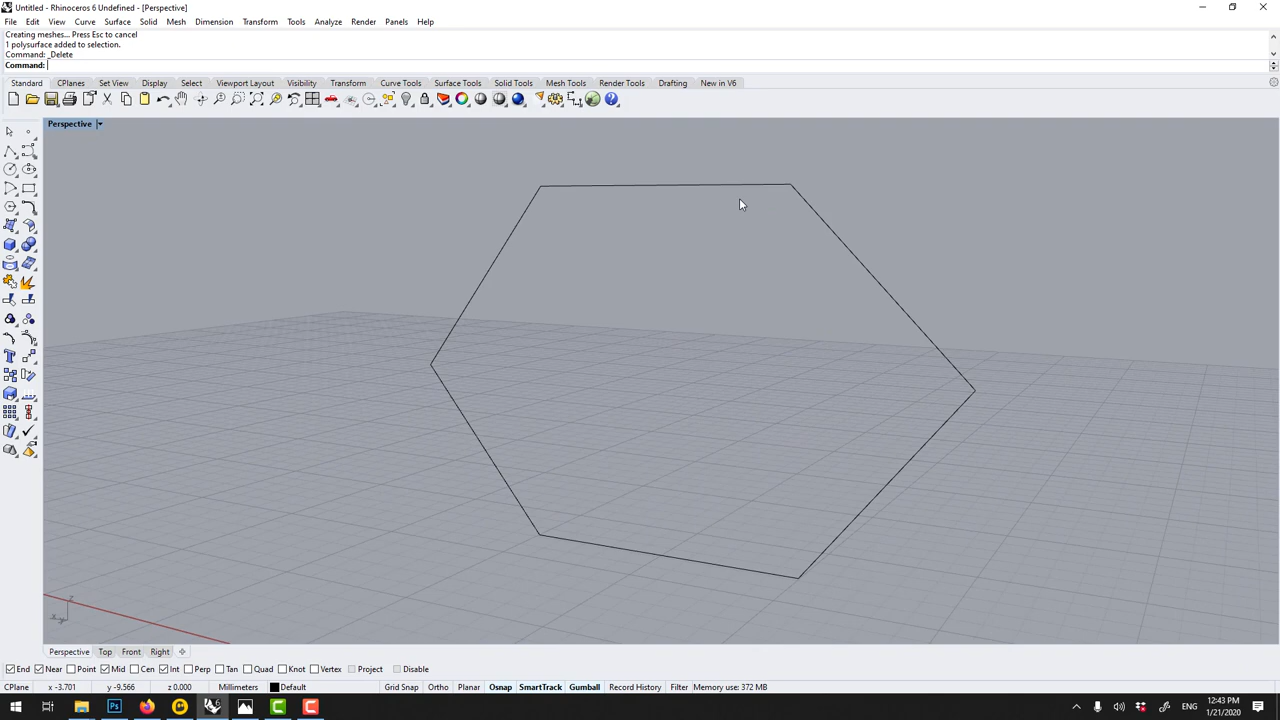 Untitled - Rhinoceros 6 Undefined - [Perspective]
File Edit View Curve Surface Solid Mesh Dimension Transform Tools Analyze Render Panels Help
Creating meshes... Press Esc to cancel
1 polysurface added to selection.
Command: _Delete
Command:
Standard CPlanes Set View Display Select Viewport Layout Visibility Transform Curve Tools Surface Tools Solid Tools Mesh Tools Render Tools Drafting New in V6
Perspective
z
x y
Perspective Top Front Right
End Near Point Mid Cen Int Perp Tan Quad Knot Vertex Project Disable
CPlane x -3.701 y -9.566 z 0.000 Millimeters Default Grid Snap Ortho Planar Osnap SmartTrack Gumball Record History Filter Memory use: 372 MB
ENG 12:43 PM
1/21/2020